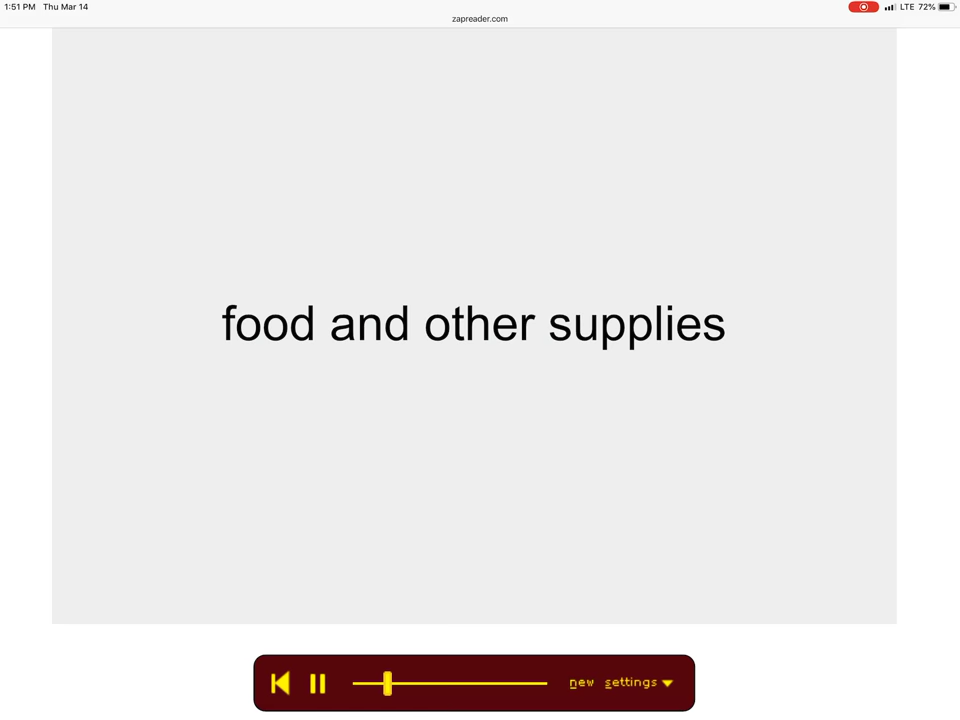 1:51 PM Thu Mar 14
LTE 72%
zapreader.com
food and other supplies
new settings